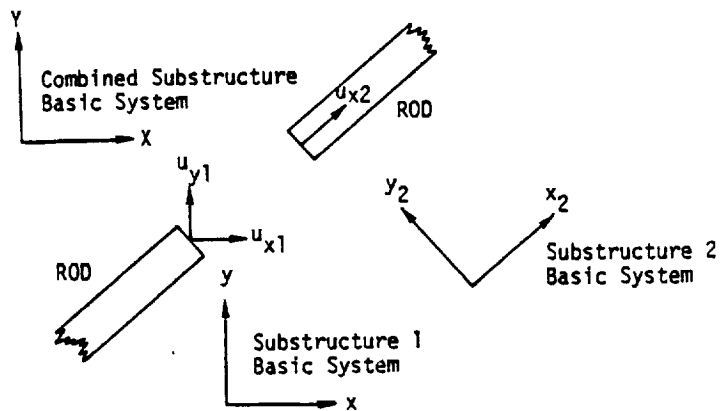 Y
Combined Substructure
Basic System
X
u_x2
ROD
u_y1
u_x1
ROD
y_2
x_2
Substructure 2
Basic System
y
Substructure 1
Basic System
x